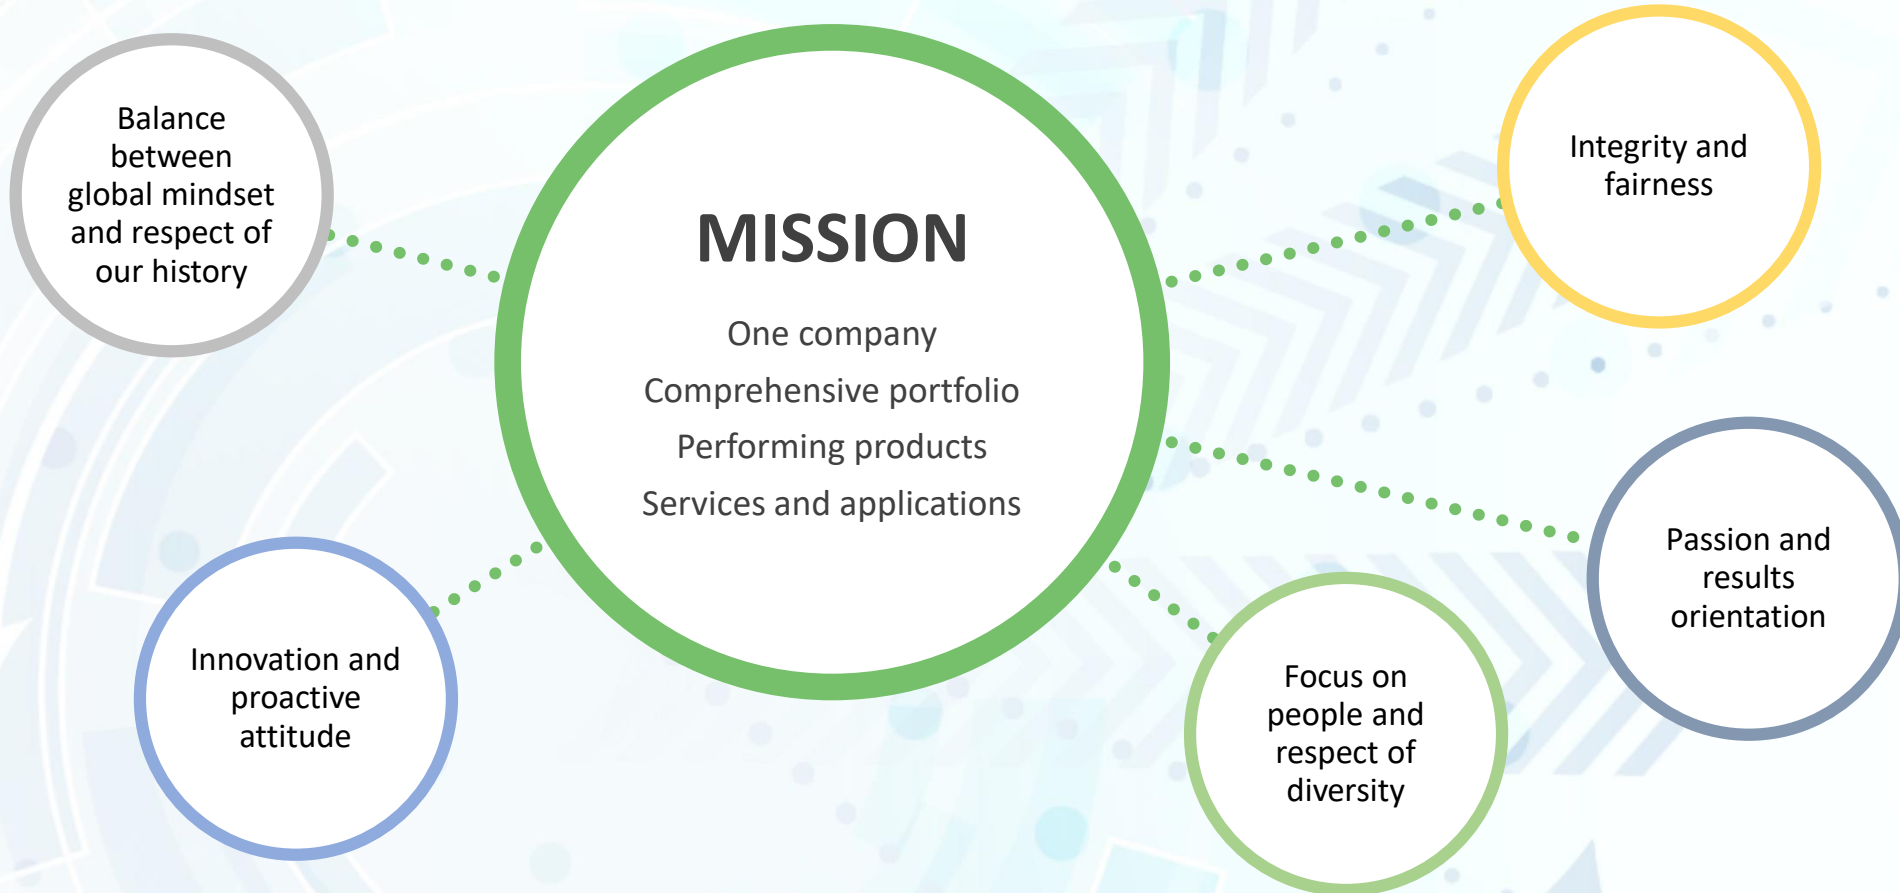 Balance
between
global mindset
and respect of
our history
MISSION
One company
Comprehensive portfolio
Performing products
Services and applications
Integrity and
fairness
Passion and
results
orientation
Innovation and
proactive
attitude
Focus on
people and
respect of
diversity